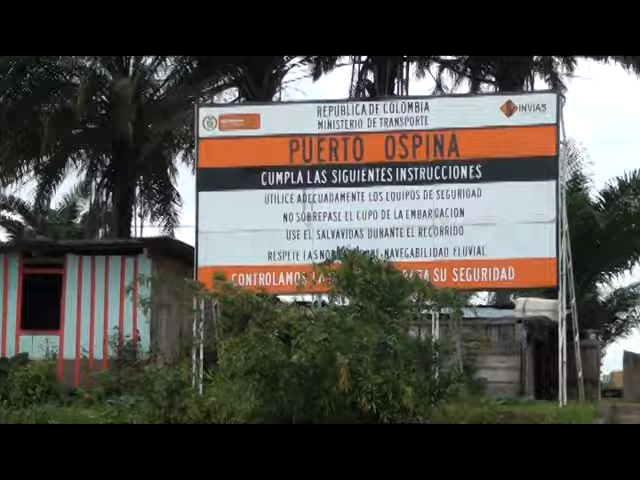 REPUBLICA DE COLOMBIA
MINISTERIO DE TRANSPORTE
INVIAS
PUERTO OSPINA
CUMPLA LAS SIGUIENTES INSTRUCCIONES
UTILICE ADECUADAMENTE LOS EQUIPOS DE SEGURIDAD
NO SOBREPASE EL CUPO DE LA EMBARCACION
USE EL SALVAVIDAS DURANTE EL RECORRIDO
RESPETE LAS NAVEGABILIDAD FLUVIAL
CONTROLAMOS SU SEGURIDAD